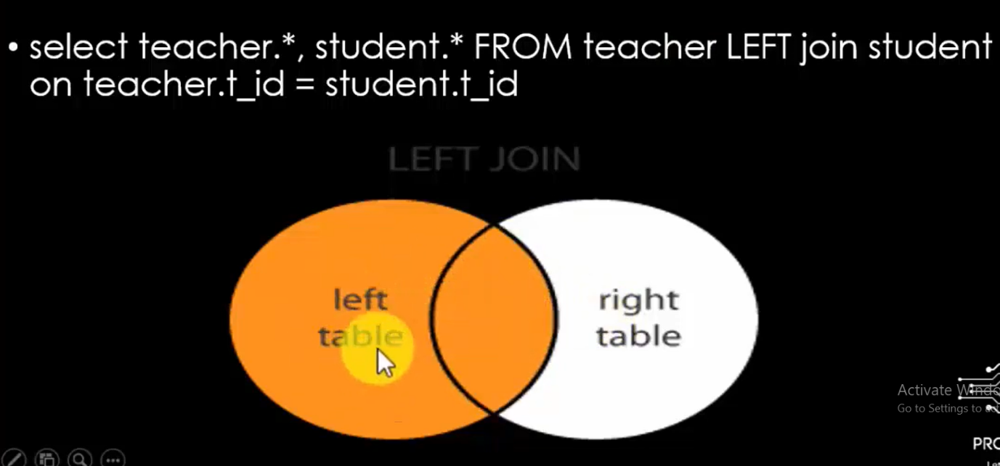 • select teacher.*, student.* FROM teacher LEFT join student
on teacher.t_id = student.t_id
LEFT JOIN
left
table
right
table
Activate
Go to Settings to